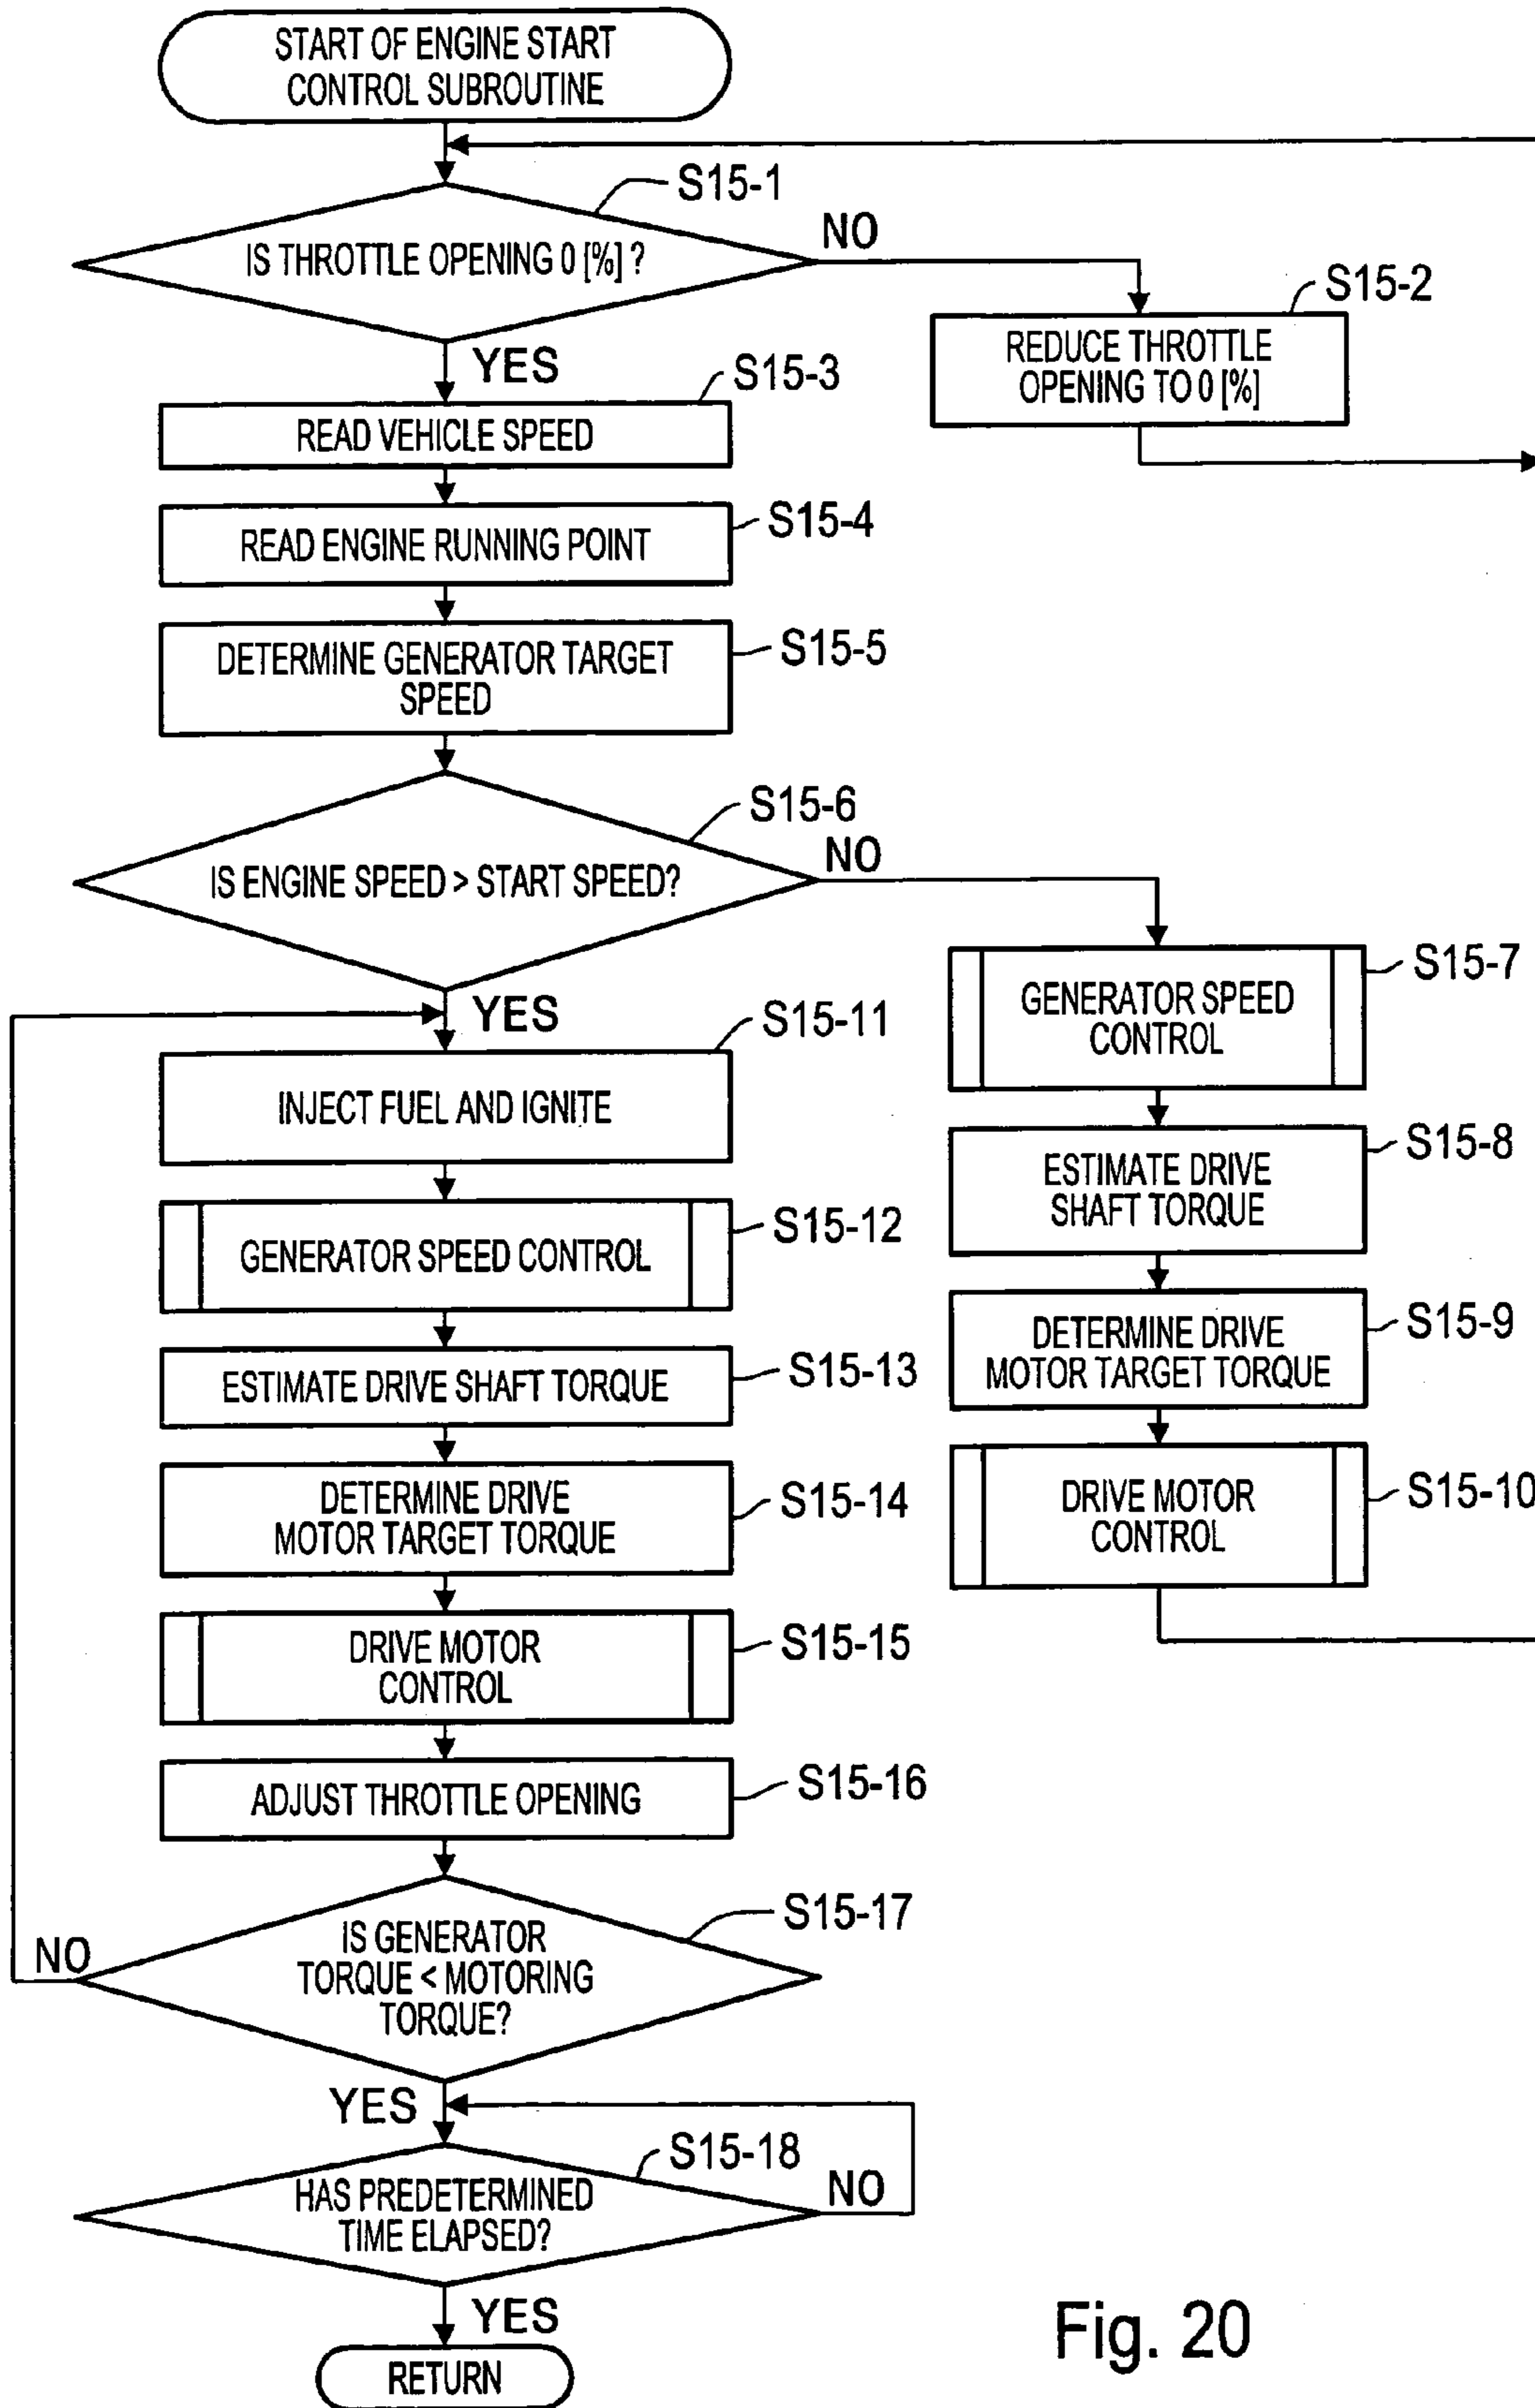 START OF ENGINE START
CONTROL SUBROUTINE
S15-1
IS THROTTLE OPENING 0 [%] ?
NO
S15-2
REDUCE THROTTLE
OPENING TO 0 [%]
YES
S15-3
READ VEHICLE SPEED
S15-4
READ ENGINE RUNNING POINT
S15-5
DETERMINE GENERATOR TARGET
SPEED
S15-6
IS ENGINE SPEED > START SPEED?
NO
S15-7
GENERATOR SPEED
CONTROL
S15-8
ESTIMATE DRIVE
SHAFT TORQUE
S15-9
DETERMINE DRIVE
MOTOR TARGET TORQUE
S15-10
DRIVE MOTOR
CONTROL
YES
S15-11
INJECT FUEL AND IGNITE
S15-12
GENERATOR SPEED CONTROL
S15-13
ESTIMATE DRIVE SHAFT TORQUE
S15-14
DETERMINE DRIVE
MOTOR TARGET TORQUE
S15-15
DRIVE MOTOR
CONTROL
S15-16
ADJUST THROTTLE OPENING
S15-17
IS GENERATOR
TORQUE < MOTORING
TORQUE?
NO
YES
S15-18
HAS PREDETERMINED
TIME ELAPSED?
NO
YES
RETURN
Fig. 20